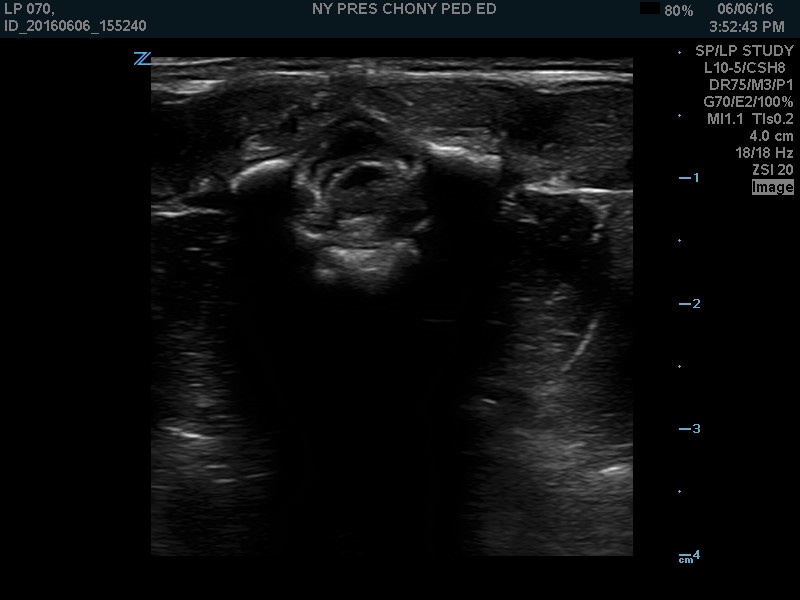 LP 070, NY PRES CHONY PED ED 80% 06/06/16
ID_20160606_155240 3:52:43 PM
Z
SP/LP STUDY
L10-5/CSH8
DR75/M3/P1
G70/E2/100%
MI1.1 TIs0.2
4.0 cm
18/18 Hz
ZSI 20
Image
1
2
3
4
cm